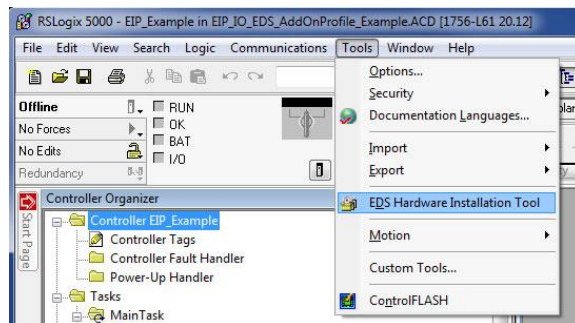 RSLogix 5000 - EIP_Example in EIP_IO_EDS_AddOnProfile_Example.ACD [1756-L61 20.12]
File Edit View Search Logic Communications Tools Window Help
Offline
RUN
No Forces
OK
No Edits
BAT
Redundancy
I/O
Controller Organizer
Start Page
Controller EIP_Example
Controller Tags
Controller Fault Handler
Power-Up Handler
Tasks
MainTask
Options...
Security
Documentation Languages...
Import
Export
EDS Hardware Installation Tool
Motion
Custom Tools...
ControlFLASH